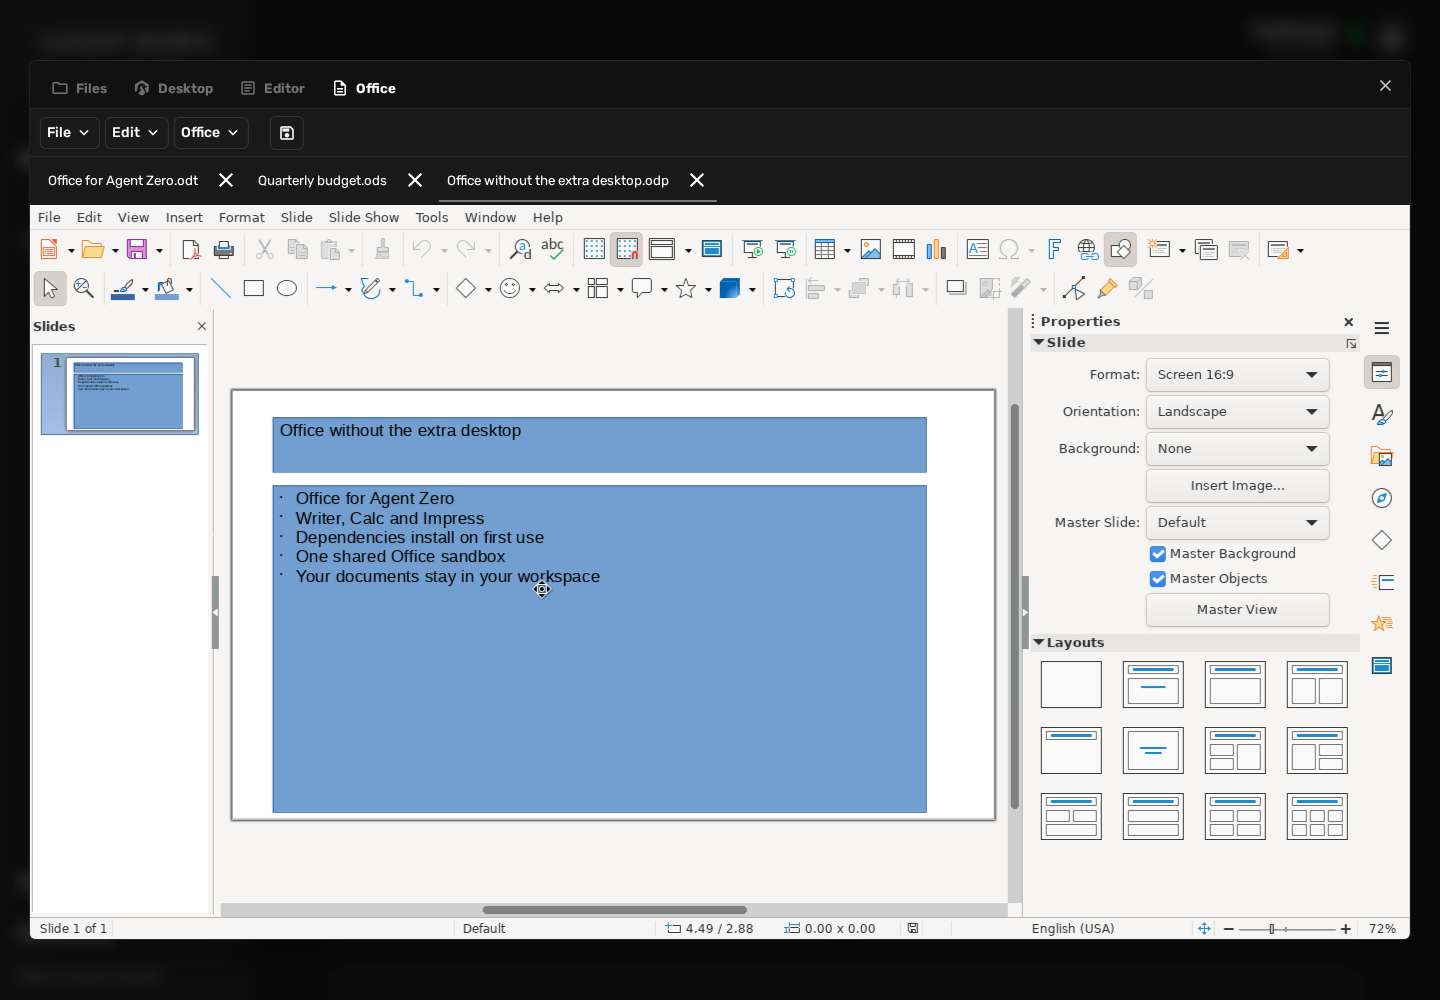 Files
Desktop
Editor
Office
File
Edit
Office
Office for Agent Zero.odt
Quarterly budget.ods
Office without the extra desktop.odp
File Edit View Insert Format Slide Slide Show Tools Window Help
Slides
1
Office without the extra desktop
· Office for Agent Zero
· Writer, Calc and Impress
· Dependencies install on first use
· One shared Office sandbox
· Your documents stay in your workspace
Properties
Slide
Format: Screen 16:9
Orientation: Landscape
Background: None
Insert Image...
Master Slide: Default
Master Background
Master Objects
Master View
Layouts
Slide 1 of 1
Default
4.49 / 2.88
0.00 x 0.00
English (USA)
72%